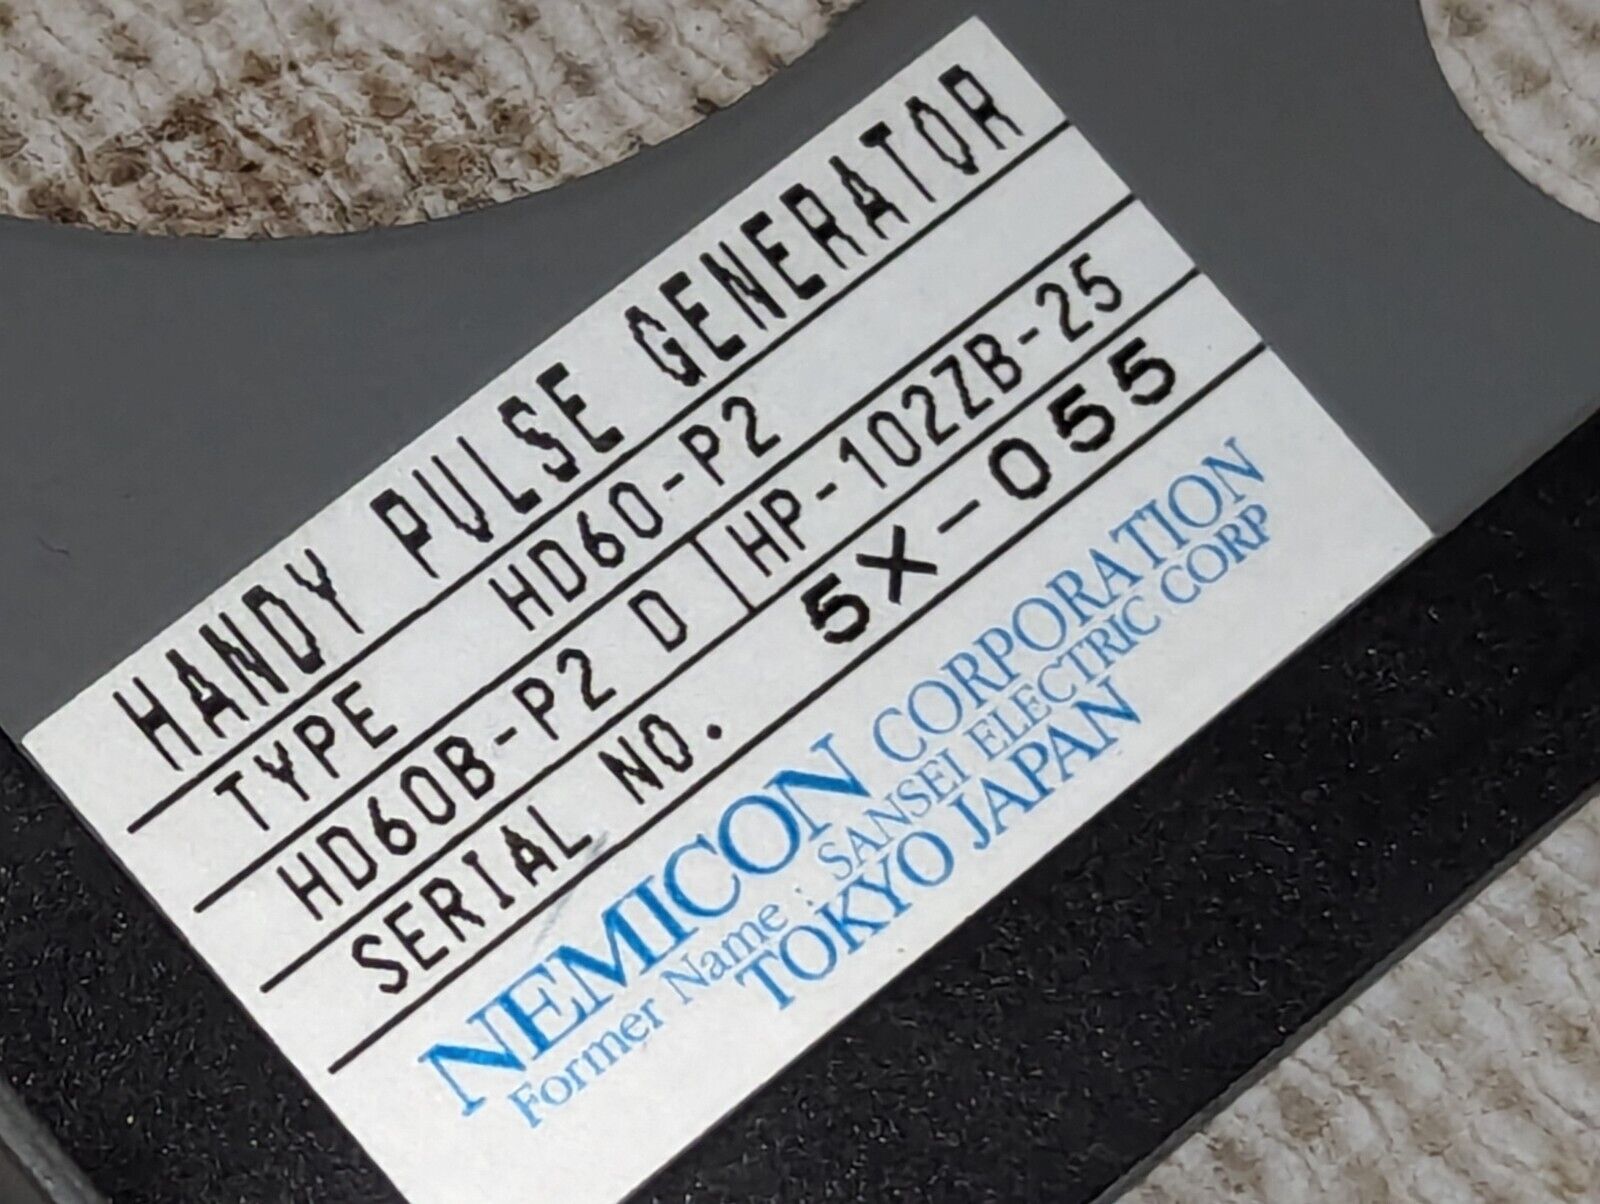 HANDY PULSE GENERATOR
TYPE HD60-P2
HD60B-P2 D HP-102ZB-25
SERIAL NO. 5X-055
NEMICON CORPORATION
Former Name : SANSEI ELECTRIC CORP
TOKYO JAPAN